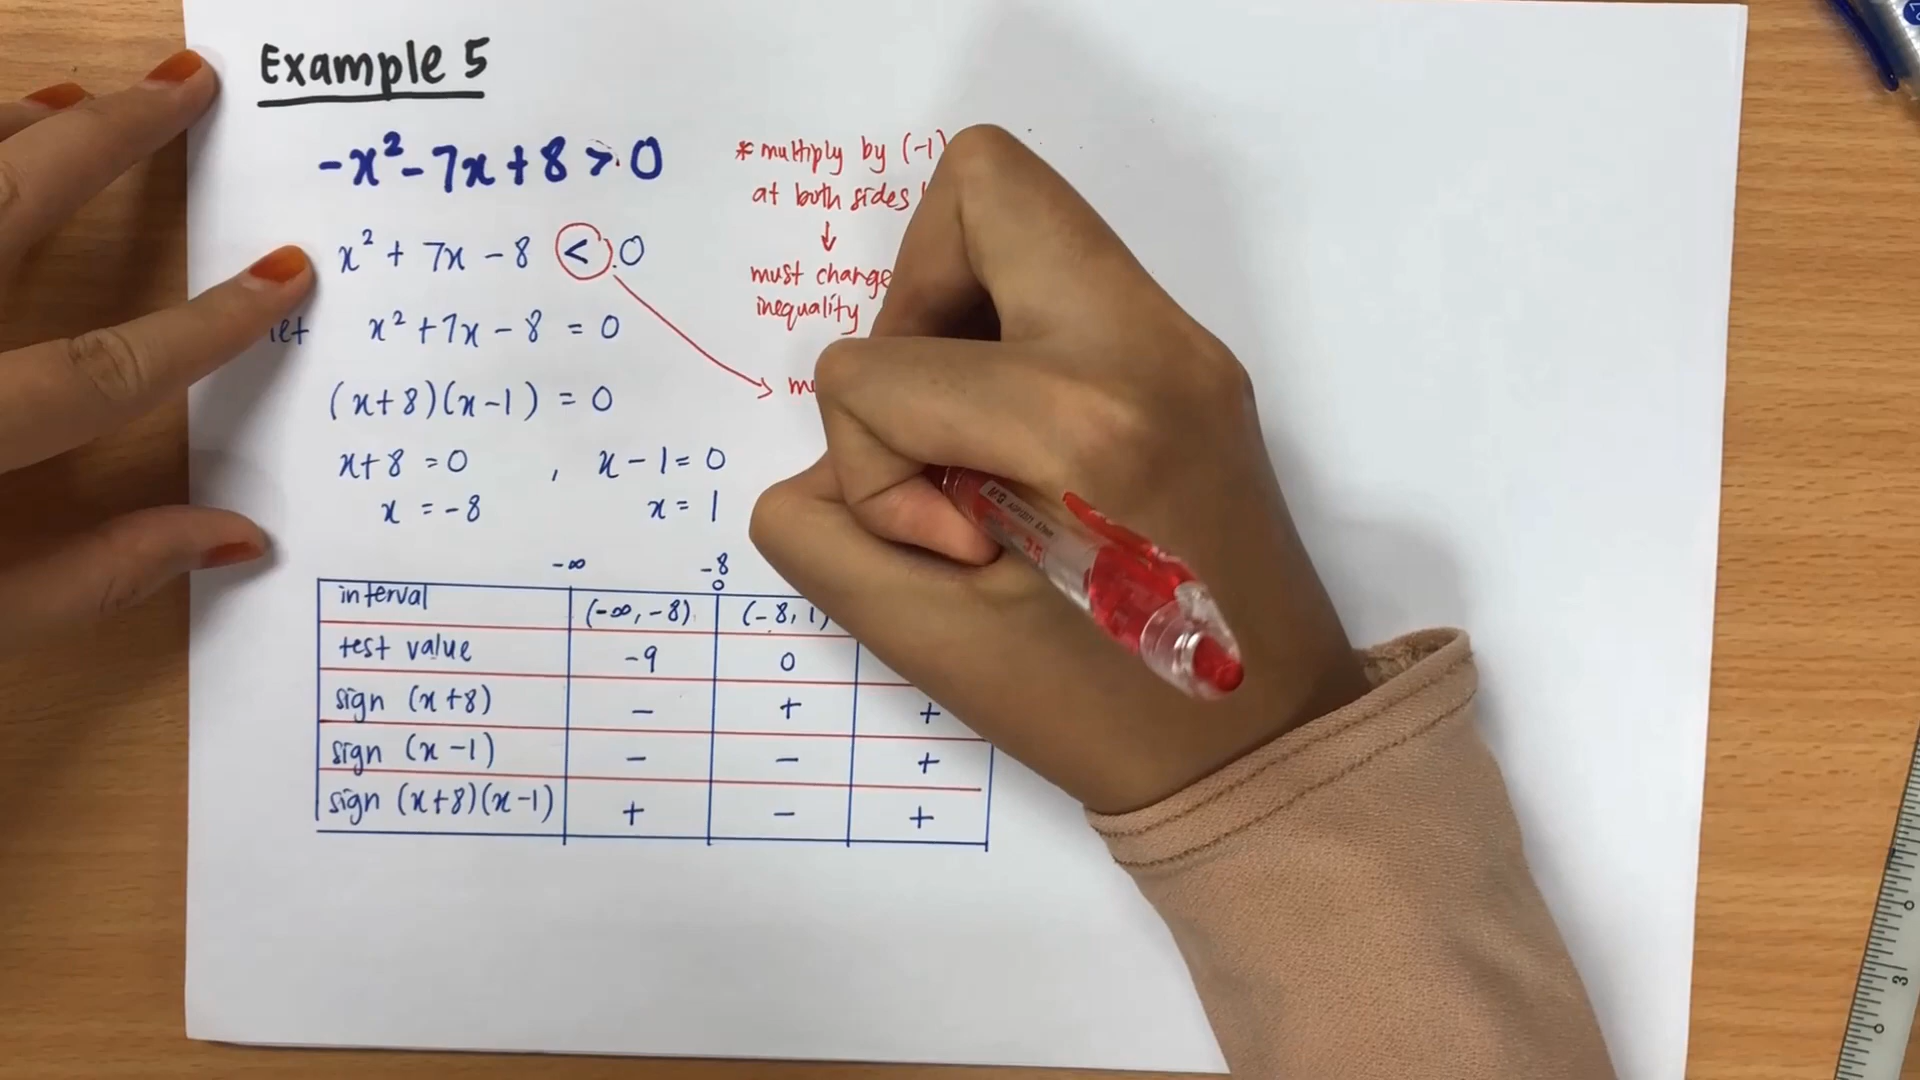 Example 5
-x² - 7x + 8 > 0
x² + 7x - 8 < 0
let x² + 7x - 8 = 0
(x+8)(x-1) = 0
x+8 = 0 , x-1 = 0
x = -8 x = 1
* multiply by (-1)
at both sides
↓
must change
inequality
-∞ -8
interval (-∞, -8) (-8, 1)
test value -9 0
sign (x+8) - + +
sign (x-1) - - +
sign (x+8)(x-1) + - +
M&G
3